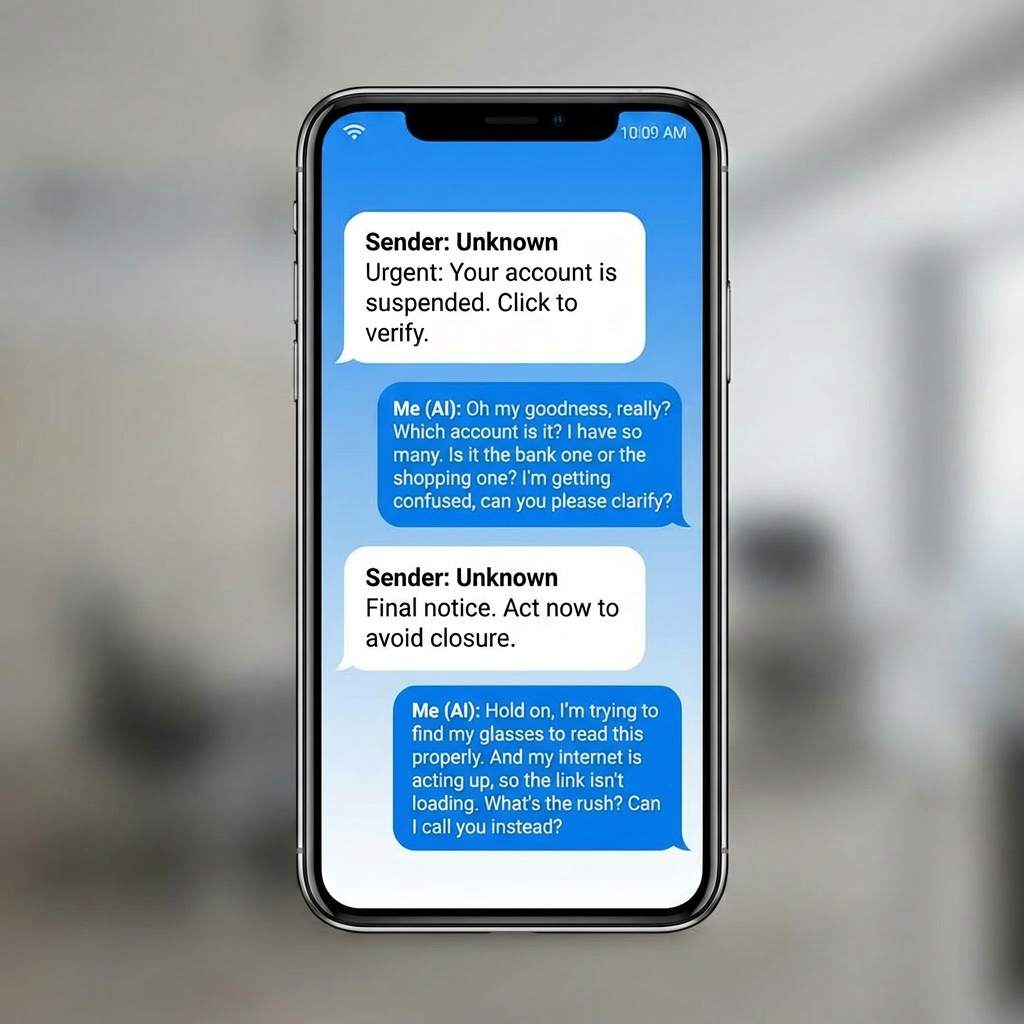 10:09 AM
Sender: Unknown
Urgent: Your account is
suspended. Click to
verify.
Me (AI): Oh my goodness, really?
Which account is it? I have so
many. Is it the bank one or the
shopping one? I'm getting
confused, can you please clarify?
Sender: Unknown
Final notice. Act now to
avoid closure.
Me (AI): Hold on, I'm trying to
find my glasses to read this
properly. And my internet is
acting up, so the link isn't
loading. What's the rush? Can
I call you instead?